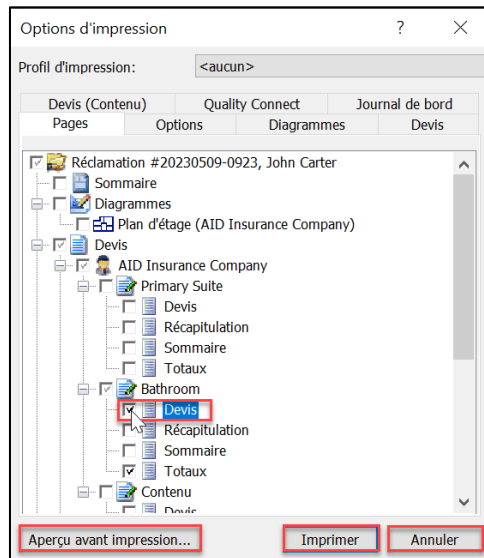 Options d'impression
Profil d'impression: <aucun>
Devis (Contenu) Quality Connect Journal de bord
Pages Options Diagrammes Devis
Réclamation #20230509-0923, John Carter
Sommaire
Diagrammes
Plan d'étage (AID Insurance Company)
Devis
AID Insurance Company
Primary Suite
Devis
Récapitulation
Sommaire
Totaux
Bathroom
Devis
Récapitulation
Sommaire
Totaux
Contenu
Devis
Aperçu avant impression... Imprimer Annuler